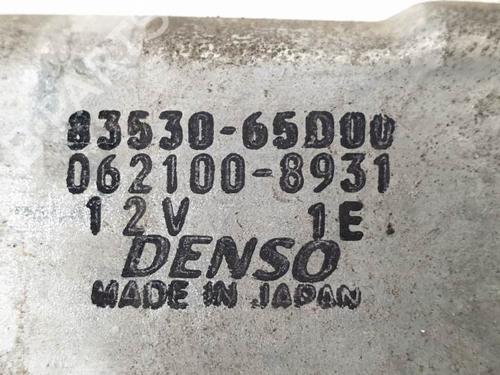 83530-65D00
062100-8931
12V 1E
DENSO
MADE IN JAPAN